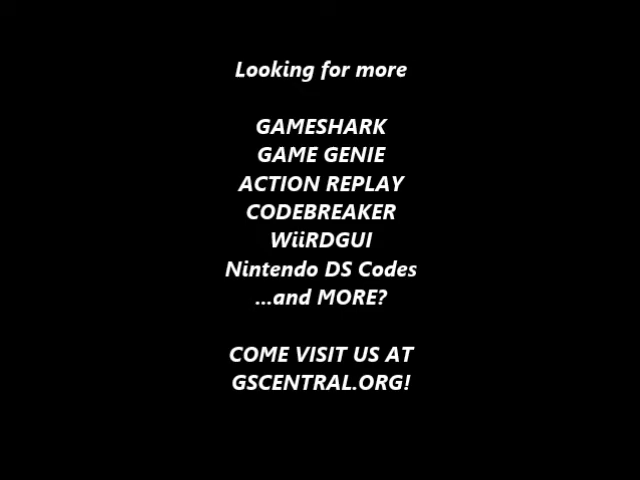 Looking for more
GAMESHARK
GAME GENIE
ACTION REPLAY
CODEBREAKER
WiiRDGUI
Nintendo DS Codes
...and MORE?
COME VISIT US AT
GSCENTRAL.ORG!